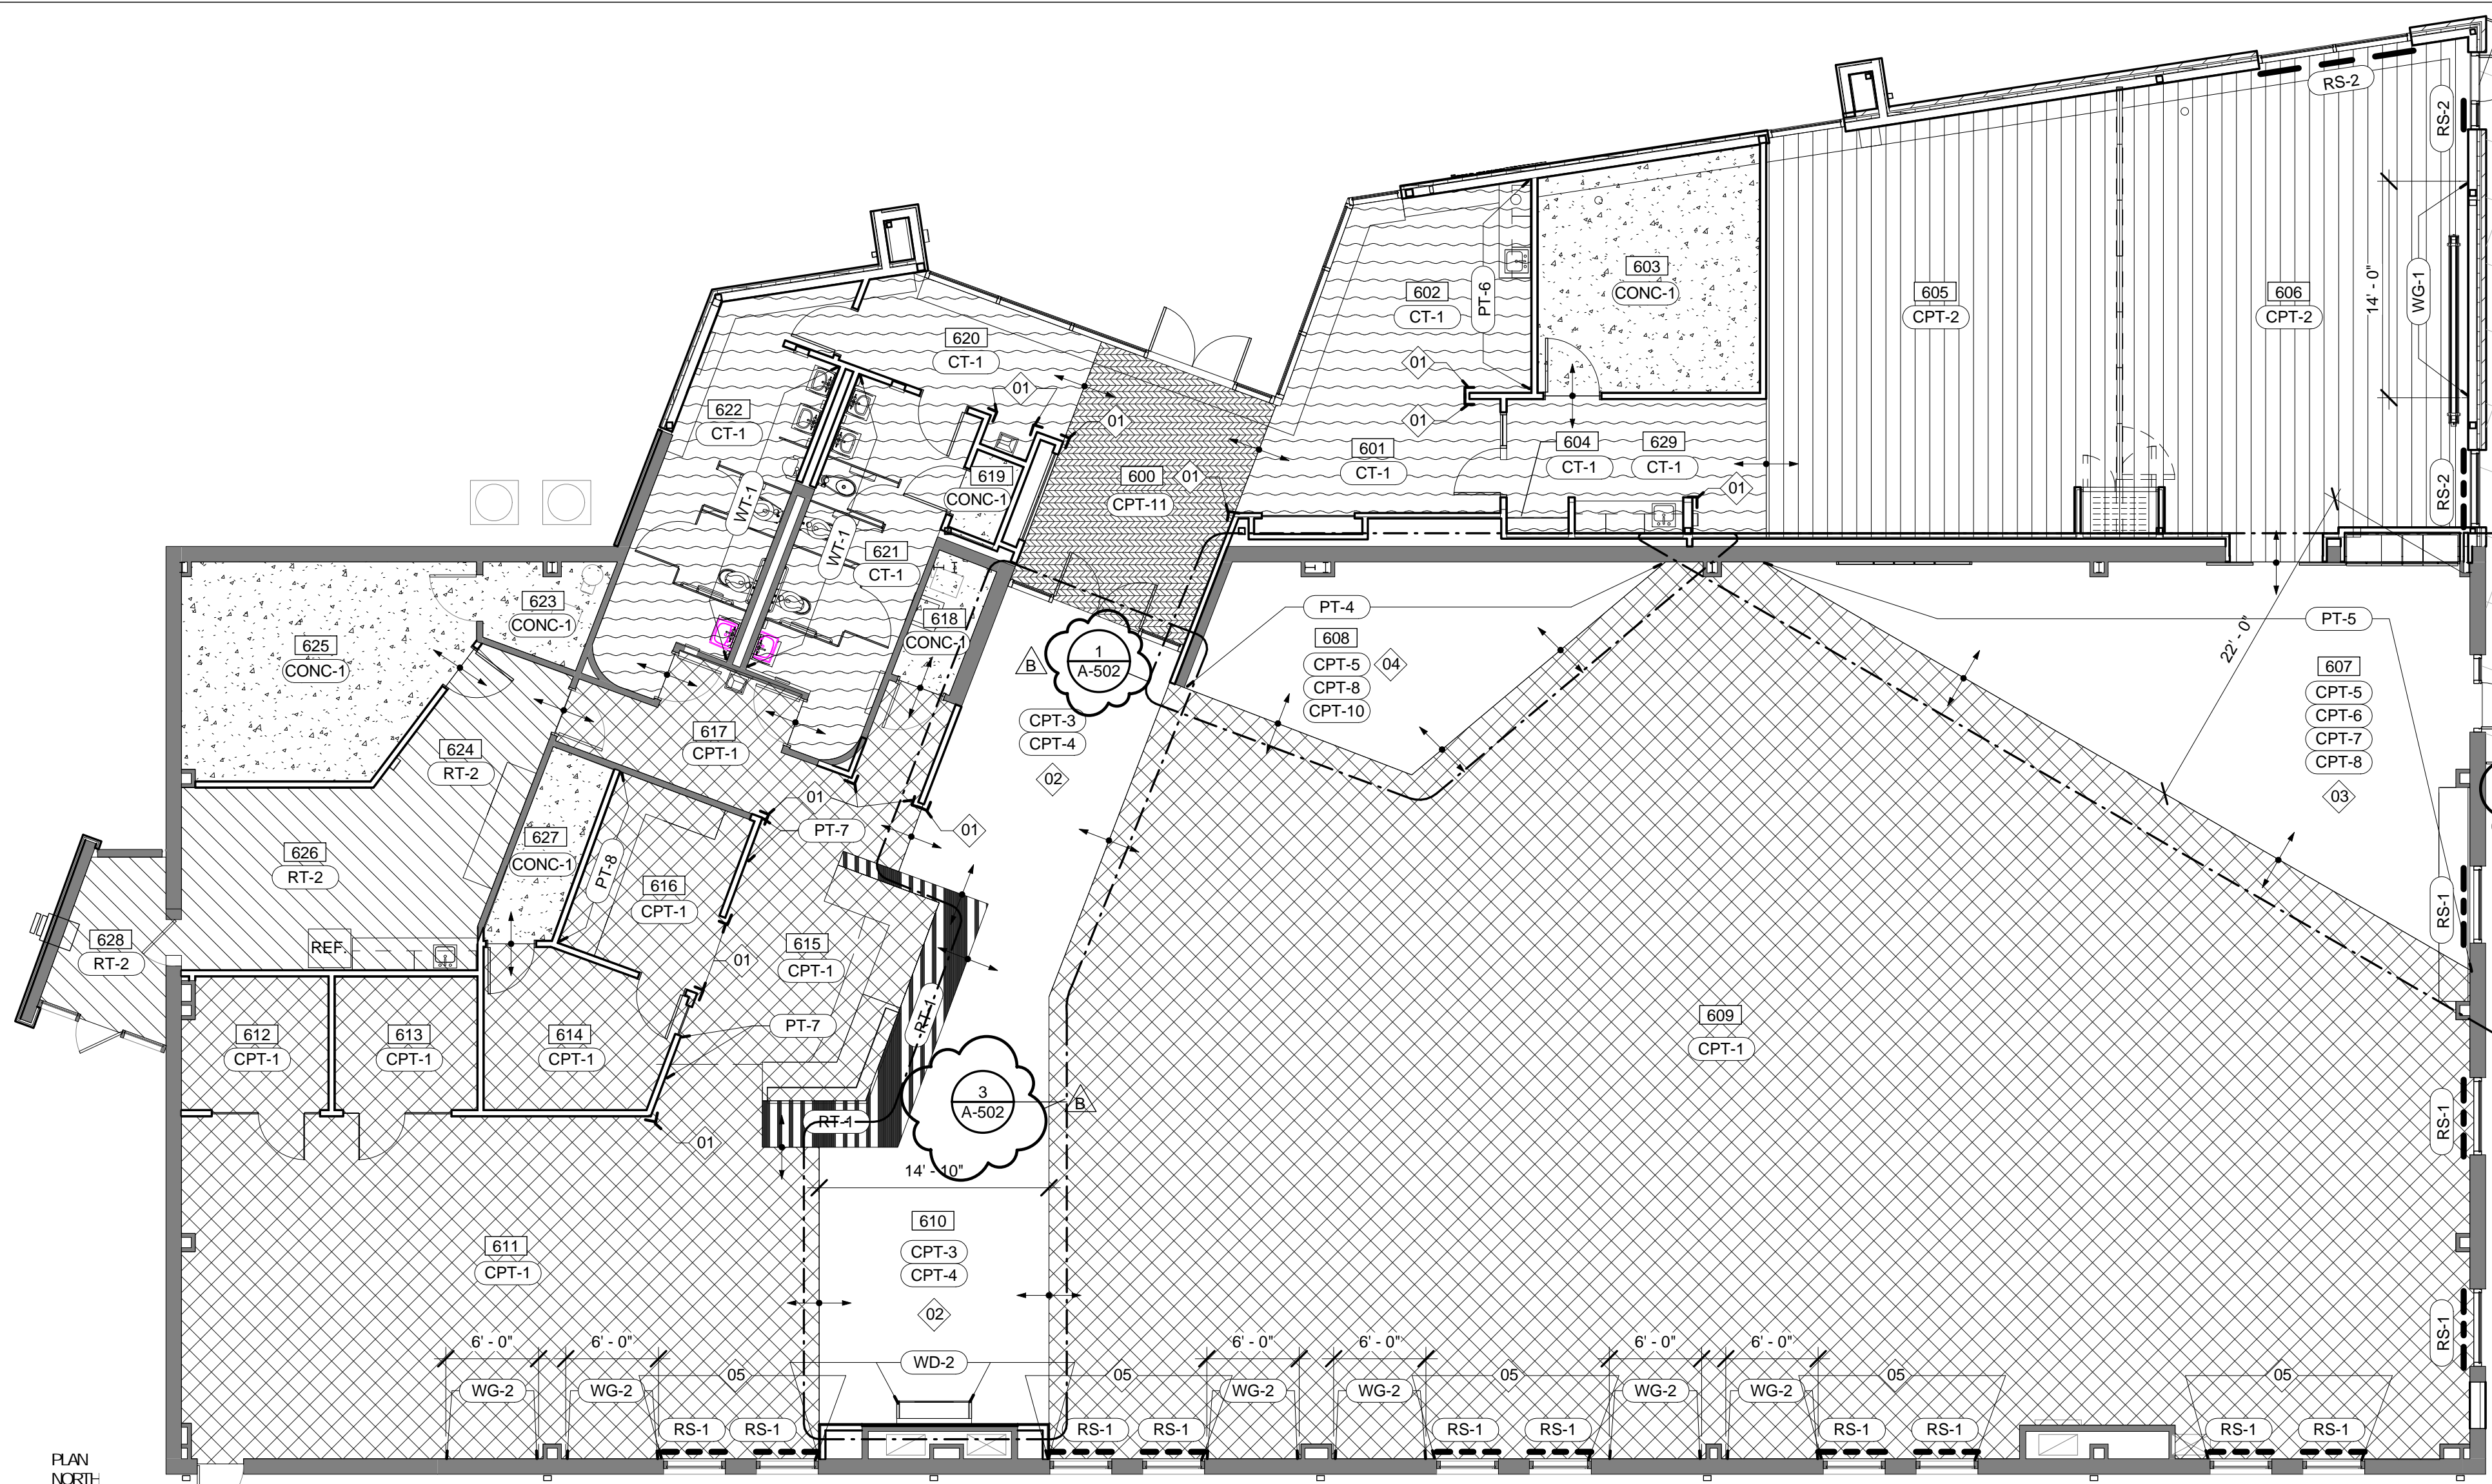 RS-2
RS-2
603
CONC-1
602
CT-1
PT-6
605
CPT-2
606
CPT-2
14' - 0"
WG-1
620
CT-1
01
01
01
01
622
CT-1
601
CT-1
604
CT-1
629
CT-1
619
CONC-1
600
CPT-11
01
01
RS-2
WT-1
WT-1
621
CT-1
623
CONC-1
618
CONC-1
625
CONC-1
PT-4
PT-5
22' - 0"
608
CPT-5
04
CPT-8
CPT-10
1
A-502
B
607
CPT-5
CPT-6
CPT-7
CPT-8
03
617
CPT-1
CPT-3
CPT-4
02
624
RT-2
01
PT-7
01
627
CONC-1
PT-8
626
RT-2
616
CPT-1
RS-1
628
RT-2
REF.
615
CPT-1
01
RT-1
609
CPT-1
612
CPT-1
613
CPT-1
614
CPT-1
PT-7
3
A-502
B
RT-1
01
RS-1
14' - 10"
610
CPT-3
CPT-4
02
611
CPT-1
RS-1
6' - 0"
6' - 0"
6' - 0"
6' - 0"
6' - 0"
6' - 0"
WD-2
05
05
05
05
05
WG-2
WG-2
WG-2
WG-2
WG-2
WG-2
RS-1
RS-1
RS-1
RS-1
RS-1
RS-1
RS-1
RS-1
RS-1
RS-1
PLAN
NORTH